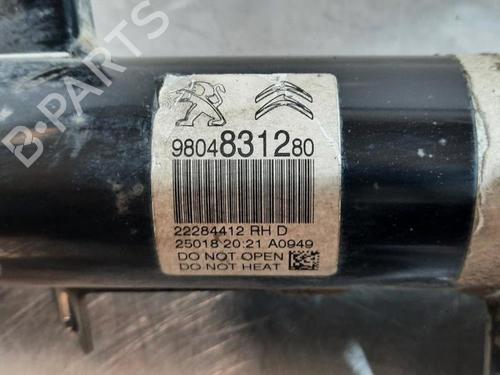 B-PARTS
9804831280
22284412 RH D
25018 20:21 A0949
DO NOT OPEN
DO NOT HEAT